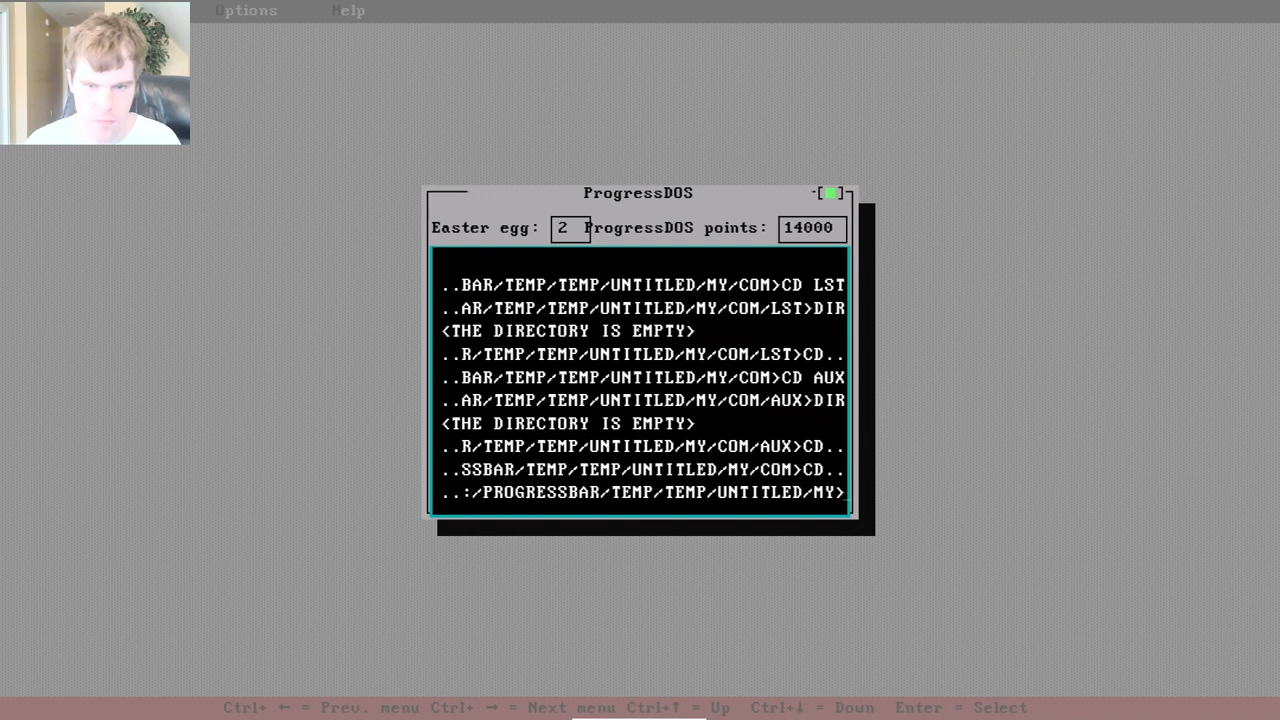 Options Help
ProgressDOS
Easter egg: 2 ProgressDOS points: 14000
..BAR/TEMP/TEMP/UNTITLED/MY/COM>CD LST
..AR/TEMP/TEMP/UNTITLED/MY/COM/LST>DIR
<THE DIRECTORY IS EMPTY>
..R/TEMP/TEMP/UNTITLED/MY/COM/LST>CD..
..BAR/TEMP/TEMP/UNTITLED/MY/COM>CD AUX
..AR/TEMP/TEMP/UNTITLED/MY/COM/AUX>DIR
<THE DIRECTORY IS EMPTY>
..R/TEMP/TEMP/UNTITLED/MY/COM/AUX>CD..
..SSBAR/TEMP/TEMP/UNTITLED/MY/COM>CD..
..:/PROGRESSBAR/TEMP/TEMP/UNTITLED/MY>_
Ctrl+ ← = Prev. menu Ctrl+ → = Next menu Ctrl+↑ = Up Ctrl+↓ = Down Enter = Select